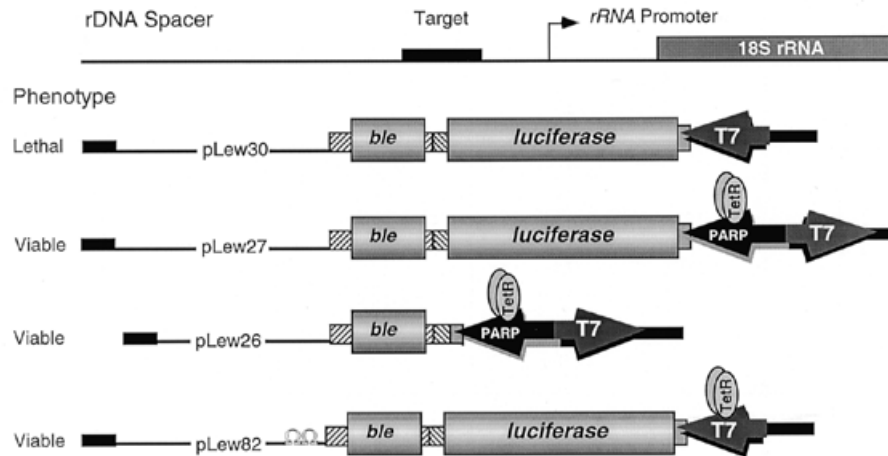 rDNA Spacer
Target
rRNA Promoter
18S rRNA
Phenotype
Lethal
pLew30
ble
luciferase
T7
Viable
pLew27
ble
luciferase
TetR
PARP
T7
Viable
pLew26
ble
TetR
PARP
T7
Viable
pLew82
ble
luciferase
TetR
T7